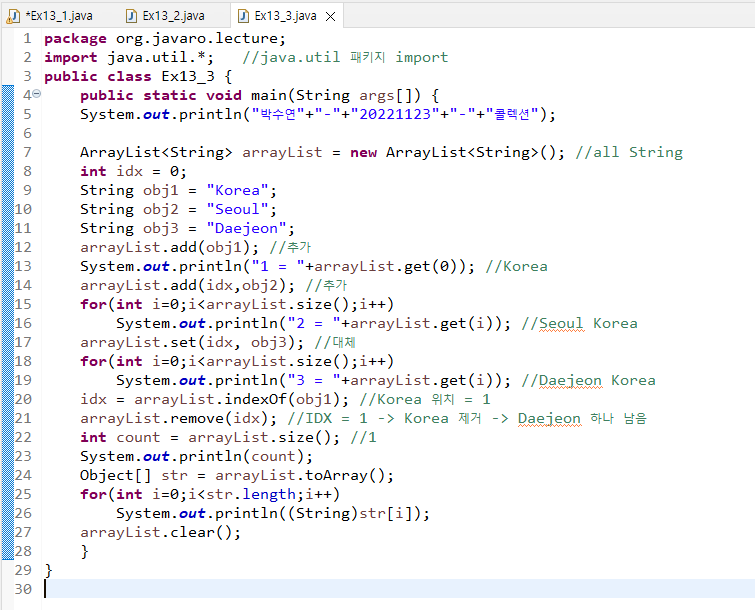 *Ex13_1.java Ex13_2.java Ex13_3.java
1 package org.javaro.lecture;
2 import java.util.*;   //java.util 패키지 import
3 public class Ex13_3 {
4     public static void main(String args[]) {
5     System.out.println("박수연"+"-"+"20221123"+"-"+"콜렉션");
6
7     ArrayList<String> arrayList = new ArrayList<String>(); //all String
8     int idx = 0;
9     String obj1 = "Korea";
10     String obj2 = "Seoul";
11     String obj3 = "Daejeon";
12     arrayList.add(obj1); //추가
13     System.out.println("1 = "+arrayList.get(0)); //Korea
14     arrayList.add(idx,obj2); //추가
15     for(int i=0;i<arrayList.size();i++)
16         System.out.println("2 = "+arrayList.get(i)); //Seoul Korea
17     arrayList.set(idx, obj3); //대체
18     for(int i=0;i<arrayList.size();i++)
19         System.out.println("3 = "+arrayList.get(i)); //Daejeon Korea
20     idx = arrayList.indexOf(obj1); //Korea 위치 = 1
21     arrayList.remove(idx); //IDX = 1 -> Korea 제거 -> Daejeon 하나 남음
22     int count = arrayList.size(); //1
23     System.out.println(count);
24     Object[] str = arrayList.toArray();
25     for(int i=0;i<str.length;i++)
26         System.out.println((String)str[i]);
27     arrayList.clear();
28     }
29 }
30